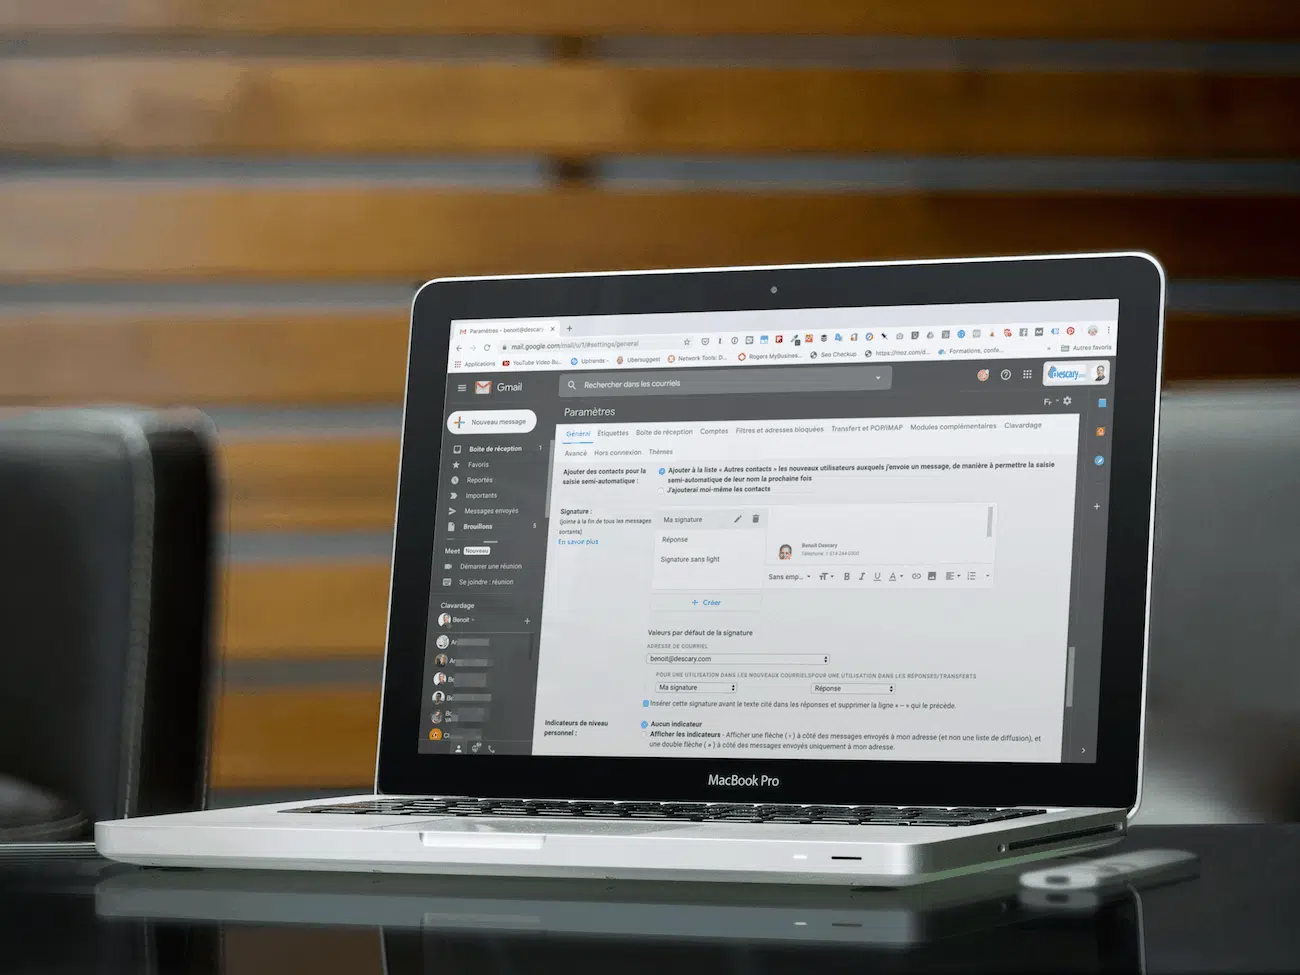 Paramètres - benoit@descary
mail.google.com/mail/u/1/#settings/general
Applications YouTube Video Bu... Uptrends - Ubersuggest Network Tools: D... Rogers MyBusines... Seo Checkup https://moz.com/d... Formations, confe... Autres favoris
Gmail
Rechercher dans les courriels
descary
Fr
Nouveau message
Boîte de réception 1
Favoris
Reportés
Importants
Messages envoyés
Brouillons 5
Meet Nouveau
Démarrer une réunion
Se joindre : réunion
Clavardage
Benoit
Paramètres
Général Étiquettes Boîte de réception Comptes Filtres et adresses bloquées Transfert et POP/IMAP Modules complémentaires Clavardage
Avancé Hors connexion Thèmes
Ajouter des contacts pour la
saisie semi-automatique :
Ajouter à la liste « Autres contacts » les nouveaux utilisateurs auxquels j'envoie un message, de manière à permettre la saisie
semi-automatique de leur nom la prochaine fois
J'ajouterai moi-même les contacts
Signature :
(jointe à la fin de tous les messages
sortants)
En savoir plus
Ma signature
Réponse
Signature sans light
Créer
Benoit Descary
Sans emp...
Valeurs par défaut de la signature
ADRESSE DE COURRIEL
benoit@descary.com
POUR UNE UTILISATION DANS LES NOUVEAUX COURRIELS POUR UNE UTILISATION DANS LES RÉPONSES/TRANSFERTS
Ma signature Réponse
Insérer cette signature avant le texte cité dans les réponses et supprimer la ligne « -- » qui le précède.
Indicateurs de niveau
personnel :
Aucun indicateur
Afficher les indicateurs - Afficher une flèche ( › ) à côté des messages envoyés à mon adresse (et non une liste de diffusion), et
une double flèche ( » ) à côté des messages envoyés uniquement à mon adresse.
MacBook Pro